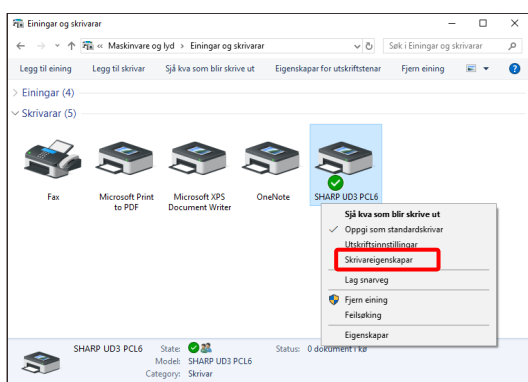 Einingar og skrivarar
« Maskinvare og lyd > Einingar og skrivarar
Søk i Einingar og skrivarar
Legg til eining Legg til skrivar Sjå kva som blir skrive ut Eigenskapar for utskriftstenar Fjern eining
Einingar (4)
Skrivarar (5)
Fax
Microsoft Print
to PDF
Microsoft XPS
Document Writer
OneNote
SHARP UD3 PCL6
Sjå kva som blir skrive ut
Oppgi som standardskrivar
Utskriftsinnstillingar
Skrivareigenskapar
Lag snarveg
Fjern eining
Feilsøking
Eigenskapar
SHARP UD3 PCL6 State: Status: 0 dokument i kø
Model: SHARP UD3 PCL6
Category: Skrivar